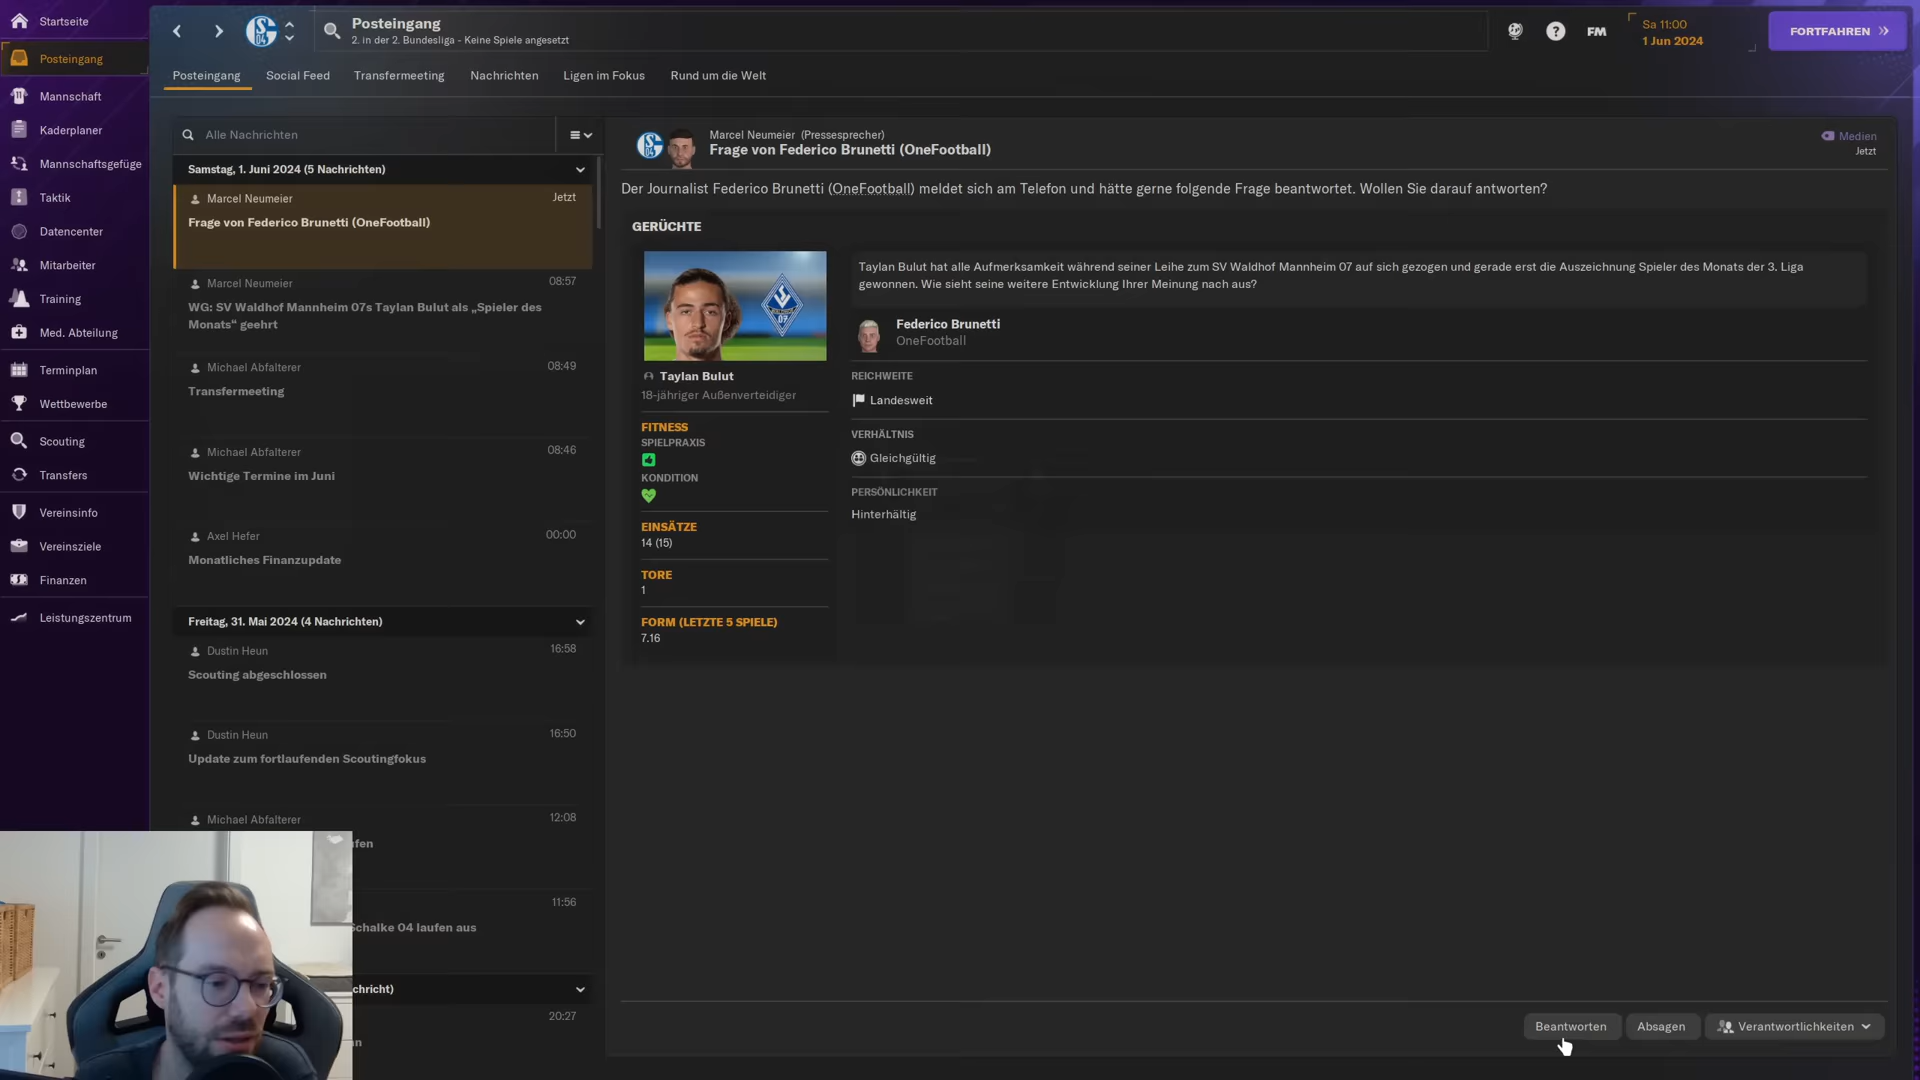 Startseite
Posteingang
Mannschaft
Kaderplaner
Mannschaftsgefüge
Taktik
Datencenter
Mitarbeiter
Training
Med. Abteilung
Terminplan
Wettbewerbe
Scouting
Transfers
Vereinsinfo
Vereinsziele
Finanzen
Leistungszentrum
Posteingang
2. in der 2. Bundesliga - Keine Spiele angesetzt
FM
Sa 11:00
1 Jun 2024
FORTFAHREN
Posteingang Social Feed Transfermeeting Nachrichten Ligen im Fokus Rund um die Welt
Alle Nachrichten
Samstag, 1. Juni 2024 (5 Nachrichten)
Marcel Neumeier Jetzt
Frage von Federico Brunetti (OneFootball)
Marcel Neumeier 08:57
WG: SV Waldhof Mannheim 07s Taylan Bulut als „Spieler des
Monats“ geehrt
Michael Abfalterer 08:49
Transfermeeting
Michael Abfalterer 08:46
Wichtige Termine im Juni
Axel Hefer 00:00
Monatliches Finanzupdate
Freitag, 31. Mai 2024 (4 Nachrichten)
Dustin Heun 16:58
Scouting abgeschlossen
Dustin Heun 16:50
Update zum fortlaufenden Scoutingfokus
Michael Abfalterer 12:08
11:56
Schalke 04 laufen aus
20:27
Marcel Neumeier (Pressesprecher)
Frage von Federico Brunetti (OneFootball)
Medien
Jetzt
Der Journalist Federico Brunetti (OneFootball) meldet sich am Telefon und hätte gerne folgende Frage beantwortet. Wollen Sie darauf antworten?
GERÜCHTE
Taylan Bulut
18-jähriger Außenverteidiger
FITNESS
SPIELPRAXIS
KONDITION
EINSÄTZE
14 (15)
TORE
1
FORM (LETZTE 5 SPIELE)
7.16
Taylan Bulut hat alle Aufmerksamkeit während seiner Leihe zum SV Waldhof Mannheim 07 auf sich gezogen und gerade erst die Auszeichnung Spieler des Monats der 3. Liga
gewonnen. Wie sieht seine weitere Entwicklung Ihrer Meinung nach aus?
Federico Brunetti
OneFootball
REICHWEITE
Landesweit
VERHÄLTNIS
Gleichgültig
PERSÖNLICHKEIT
Hinterhältig
Beantworten Absagen Verantwortlichkeiten